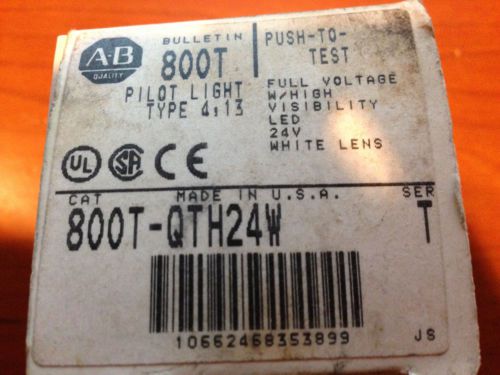 A-B
QUALITY
BULLETIN
800T
PILOT LIGHT
TYPE 4,13
PUSH-TO-
TEST
FULL VOLTAGE
W/HIGH
VISIBILITY
LED
24V
WHITE LENS
UL SA CE
CAT MADE IN U.S.A. SER
800T-QTH24W T
10662468353899
JS